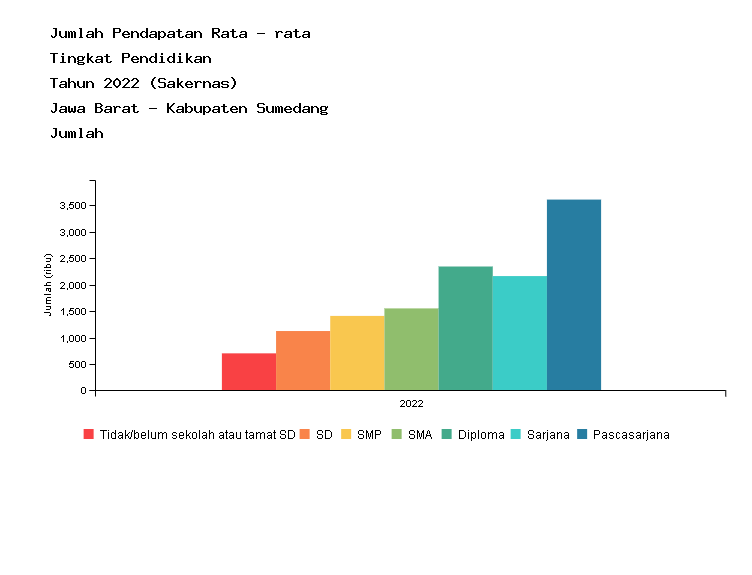 Jumlah Pendapatan Rata - rata
Tingkat Pendidikan
Tahun 2022 (Sakernas)
Jawa Barat - Kabupaten Sumedang
Jumlah
3,500
3,000
2,500
2,000
1,500
1,000
500
0
Jumlah (ribu)
2022
Tidak/belum sekolah atau tamat SD SD SMP SMA Diploma Sarjana Pascasarjana